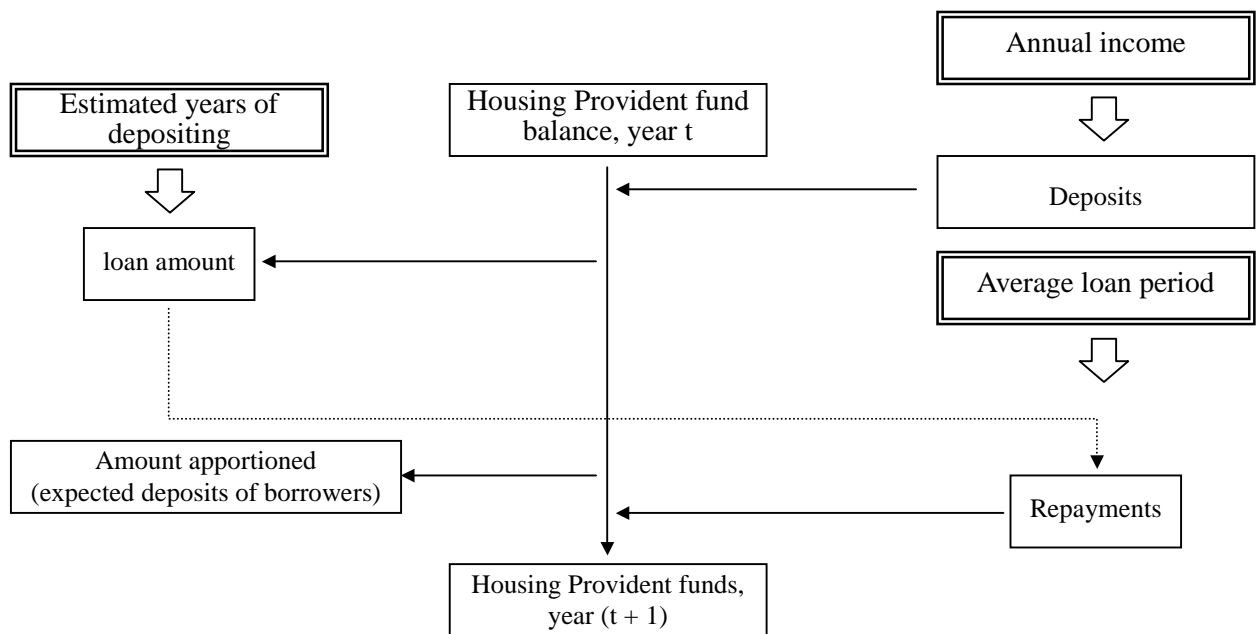 Annual income
Estimated years of
depositing
Housing Provident fund
balance, year t
Deposits
loan amount
Average loan period
Amount apportioned
(expected deposits of borrowers)
Repayments
Housing Provident funds,
year (t + 1)